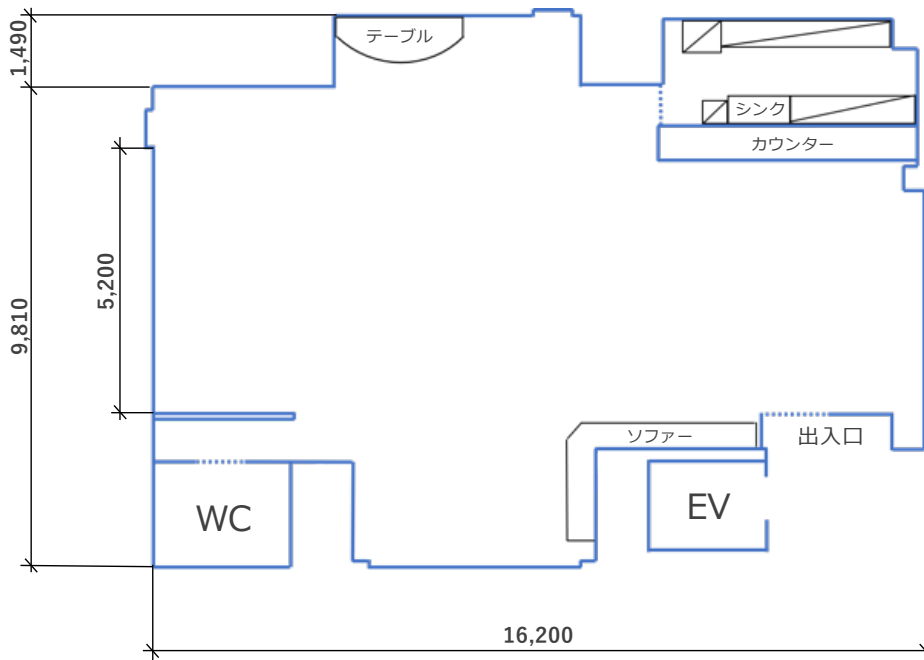 1,490
テーブル
シンク
カウンター
5,200
9,810
ソファー
出入口
WC
EV
16,200